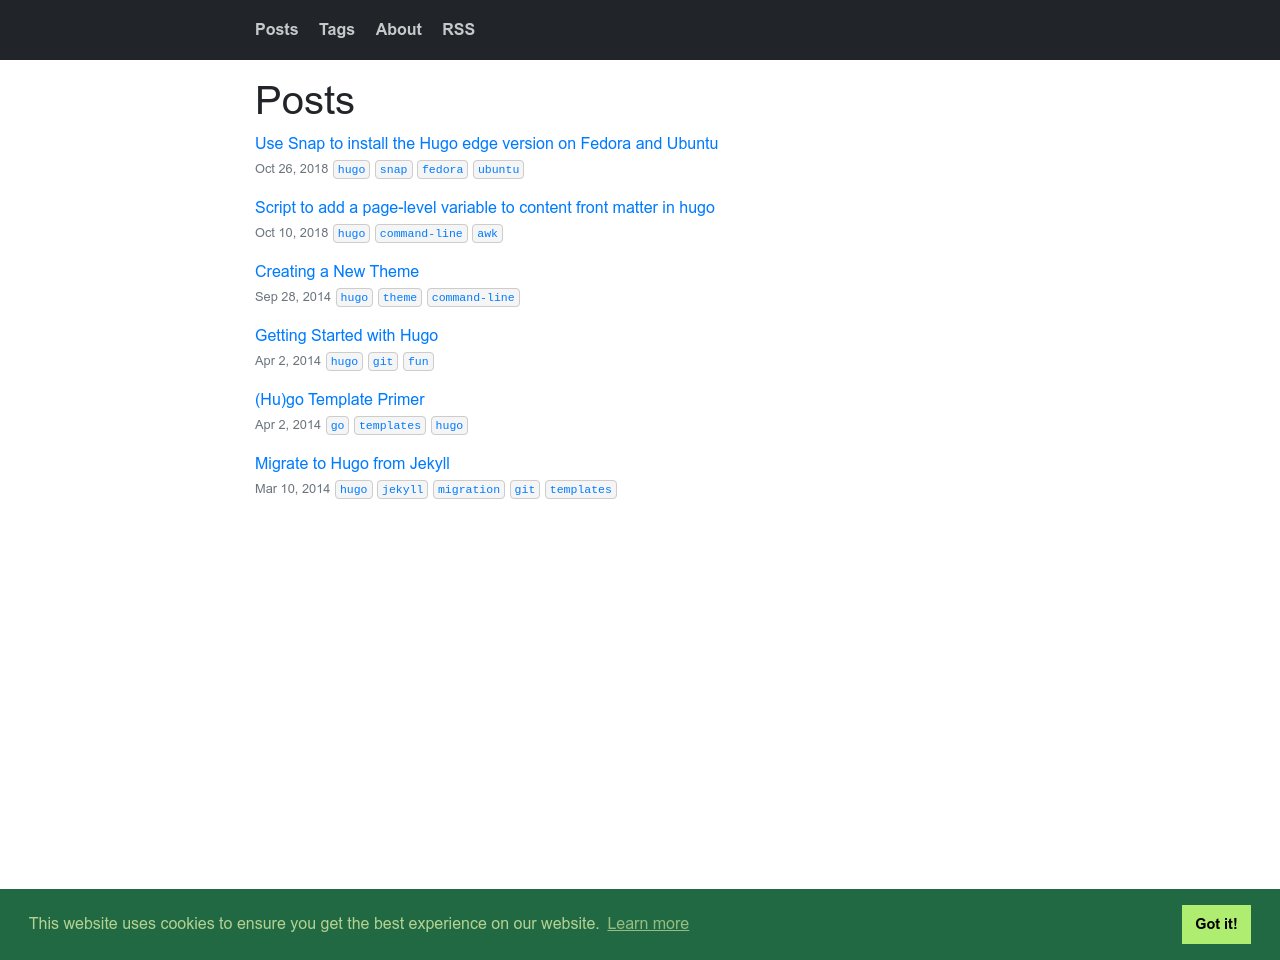 Posts Tags About RSS
Posts
Use Snap to install the Hugo edge version on Fedora and Ubuntu
Oct 26, 2018 hugo snap fedora ubuntu
Script to add a page-level variable to content front matter in hugo
Oct 10, 2018 hugo command-line awk
Creating a New Theme
Sep 28, 2014 hugo theme command-line
Getting Started with Hugo
Apr 2, 2014 hugo git fun
(Hu)go Template Primer
Apr 2, 2014 go templates hugo
Migrate to Hugo from Jekyll
Mar 10, 2014 hugo jekyll migration git templates
This website uses cookies to ensure you get the best experience on our website. Learn more Got it!